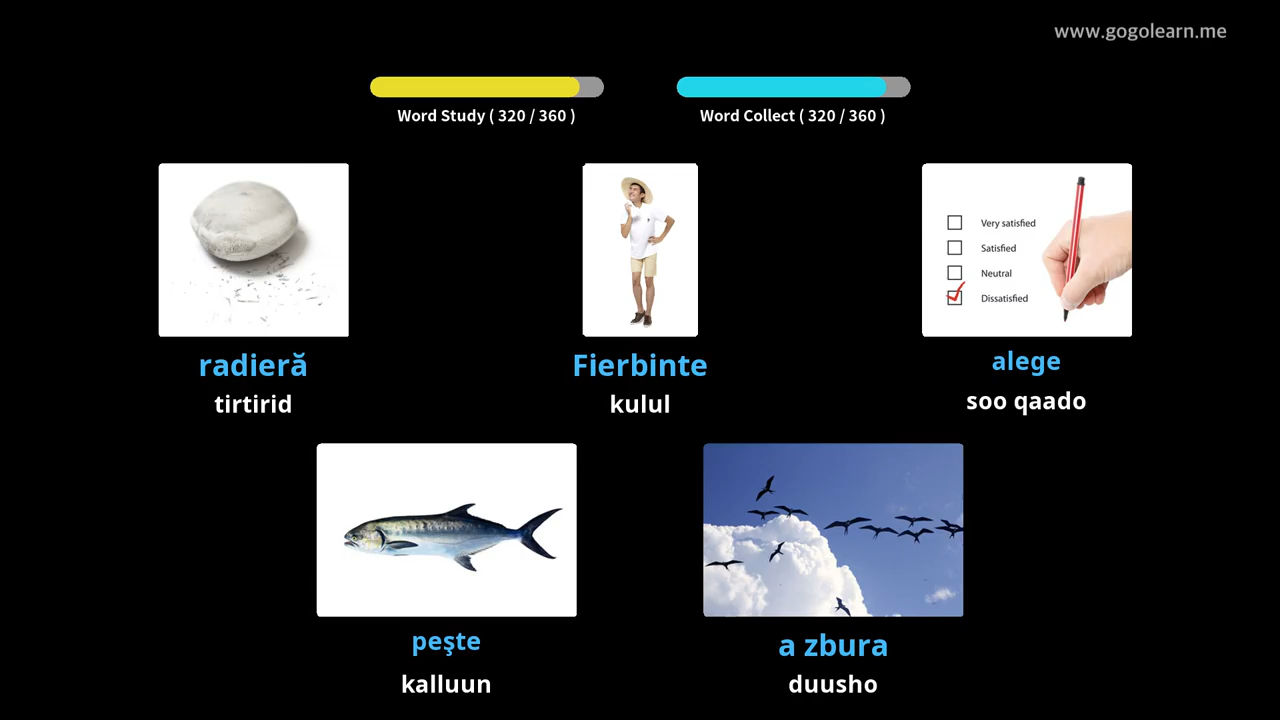 www.gogolearn.me
Word Study ( 320 / 360 )
Word Collect ( 320 / 360 )
Very satisfied
Satisfied
Neutral
Dissatisfied
radieră
tirtirid
Fierbinte
kulul
alege
soo qaado
peşte
kalluun
a zbura
duusho